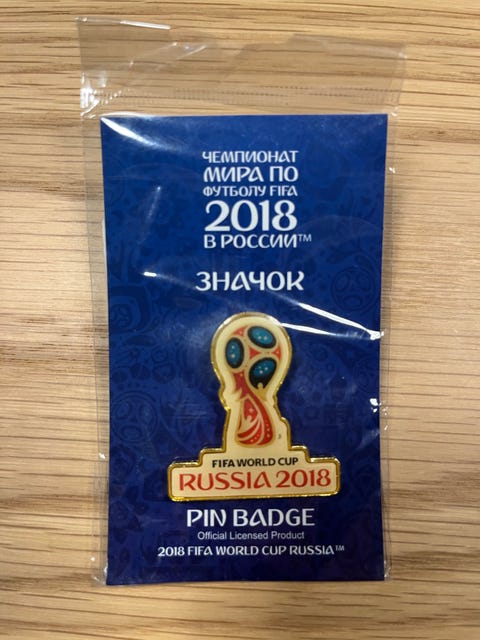 ЧЕМПИОНАТ
МИРА ПО
ФУТБОЛУ FIFA
2018
В РОССИИ™
ЗНАЧОК
FIFA WORLD CUP
RUSSIA 2018
PIN BADGE
Official Licensed Product
2018 FIFA WORLD CUP RUSSIA™